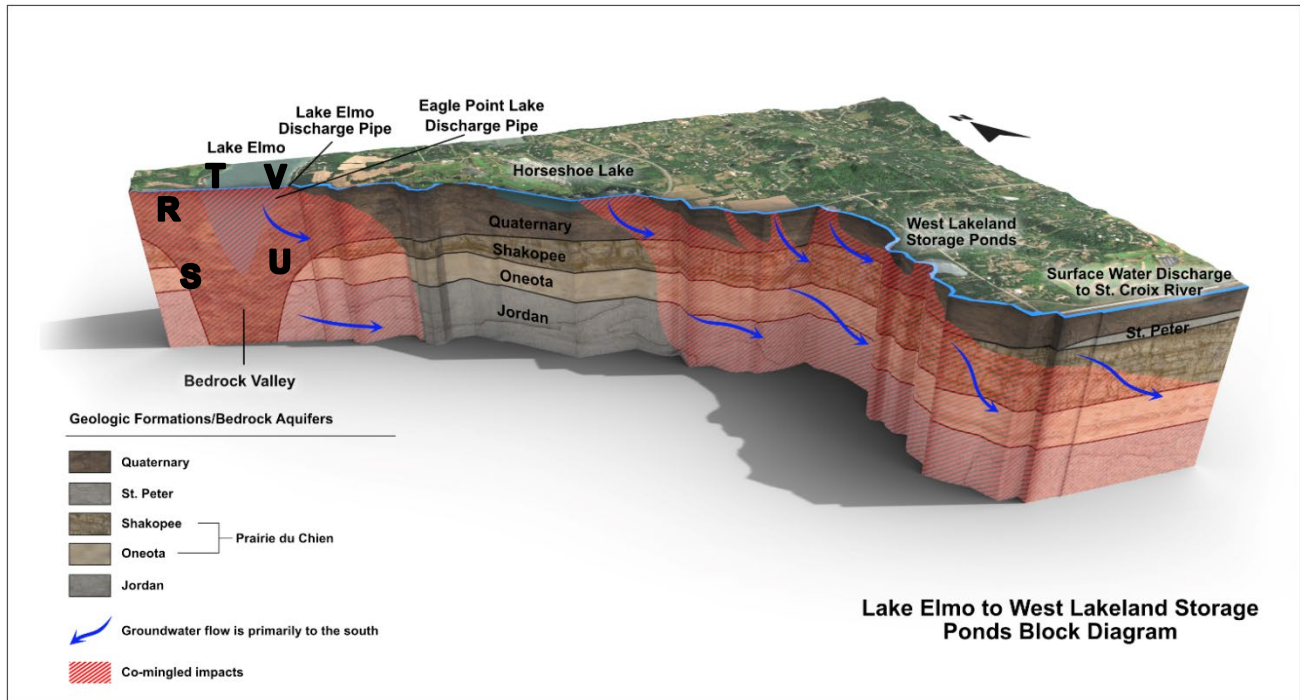 Lake Elmo
Discharge Pipe
Eagle Point Lake
Discharge Pipe
Lake Elmo
T
V
R
S
U
N
Horseshoe Lake
Quaternary
Shakopee
Oneota
Jordan
West Lakeland
Storage Ponds
Surface Water Discharge
to St. Croix River
St. Peter
Bedrock Valley
Geologic Formations/Bedrock Aquifers
Quaternary
St. Peter
Shakopee
Prairie du Chien
Oneota
Jordan
Groundwater flow is primarily to the south
Co-mingled impacts
Lake Elmo to West Lakeland Storage
Ponds Block Diagram